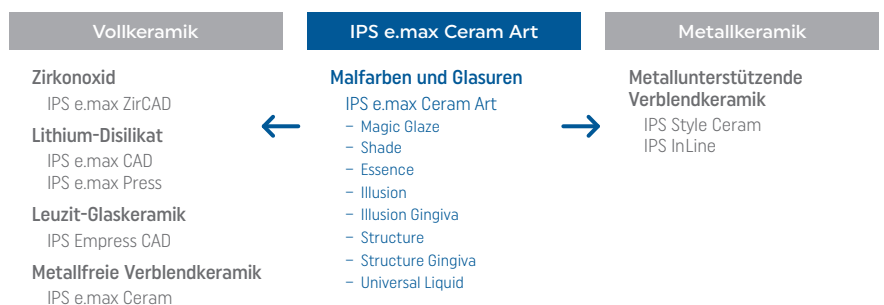 Vollkeramik
Zirkonoxid
IPS e.max ZirCAD
Lithium-Disilikat
IPS e.max CAD
IPS e.max Press
Leuzit-Glaskeramik
IPS Empress CAD
Metallfreie Verblendkeramik
IPS e.max Ceram
IPS e.max Ceram Art
Malfarben und Glasuren
IPS e.max Ceram Art
– Magic Glaze
– Shade
– Essence
– Illusion
– Illusion Gingiva
– Structure
– Structure Gingiva
– Universal Liquid
Metallkeramik
Metallunterstützende
Verblendkeramik
IPS Style Ceram
IPS InLine